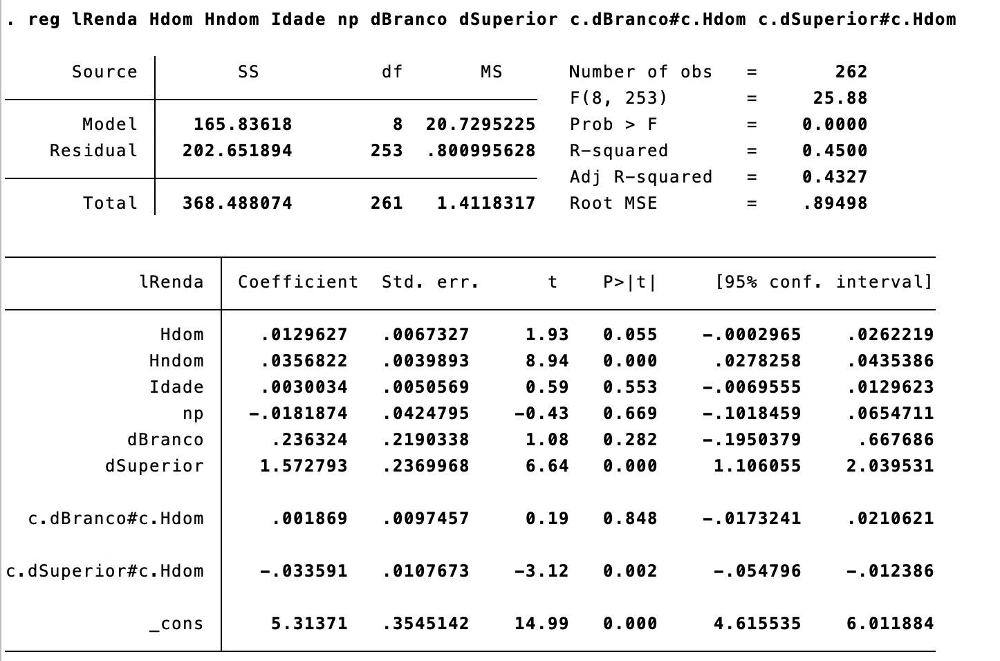 . reg lRenda Hdom Hndom Idade np dBranco dSuperior c.dBranco#c.Hdom c.dSuperior#c.Hdom
Source SS df MS Number of obs = 262
F(8, 253) = 25.88
Model 165.83618 8 20.7295225 Prob > F = 0.0000
Residual 202.651894 253 .800995628 R-squared = 0.4500
Adj R-squared = 0.4327
Total 368.488074 261 1.4118317 Root MSE = .89498
lRenda Coefficient Std. err. t P>|t| [95% conf. interval]
Hdom .0129627 .0067327 1.93 0.055 -.0002965 .0262219
Hndom .0356822 .0039893 8.94 0.000 .0278258 .0435386
Idade .0030034 .0050569 0.59 0.553 -.0069555 .0129623
np -.0181874 .0424795 -0.43 0.669 -.1018459 .0654711
dBranco .236324 .2190338 1.08 0.282 -.1950379 .667686
dSuperior 1.572793 .2369968 6.64 0.000 1.106055 2.039531
c.dBranco#c.Hdom .001869 .0097457 0.19 0.848 -.0173241 .0210621
c.dSuperior#c.Hdom -.033591 .0107673 -3.12 0.002 -.054796 -.012386
_cons 5.31371 .3545142 14.99 0.000 4.615535 6.011884